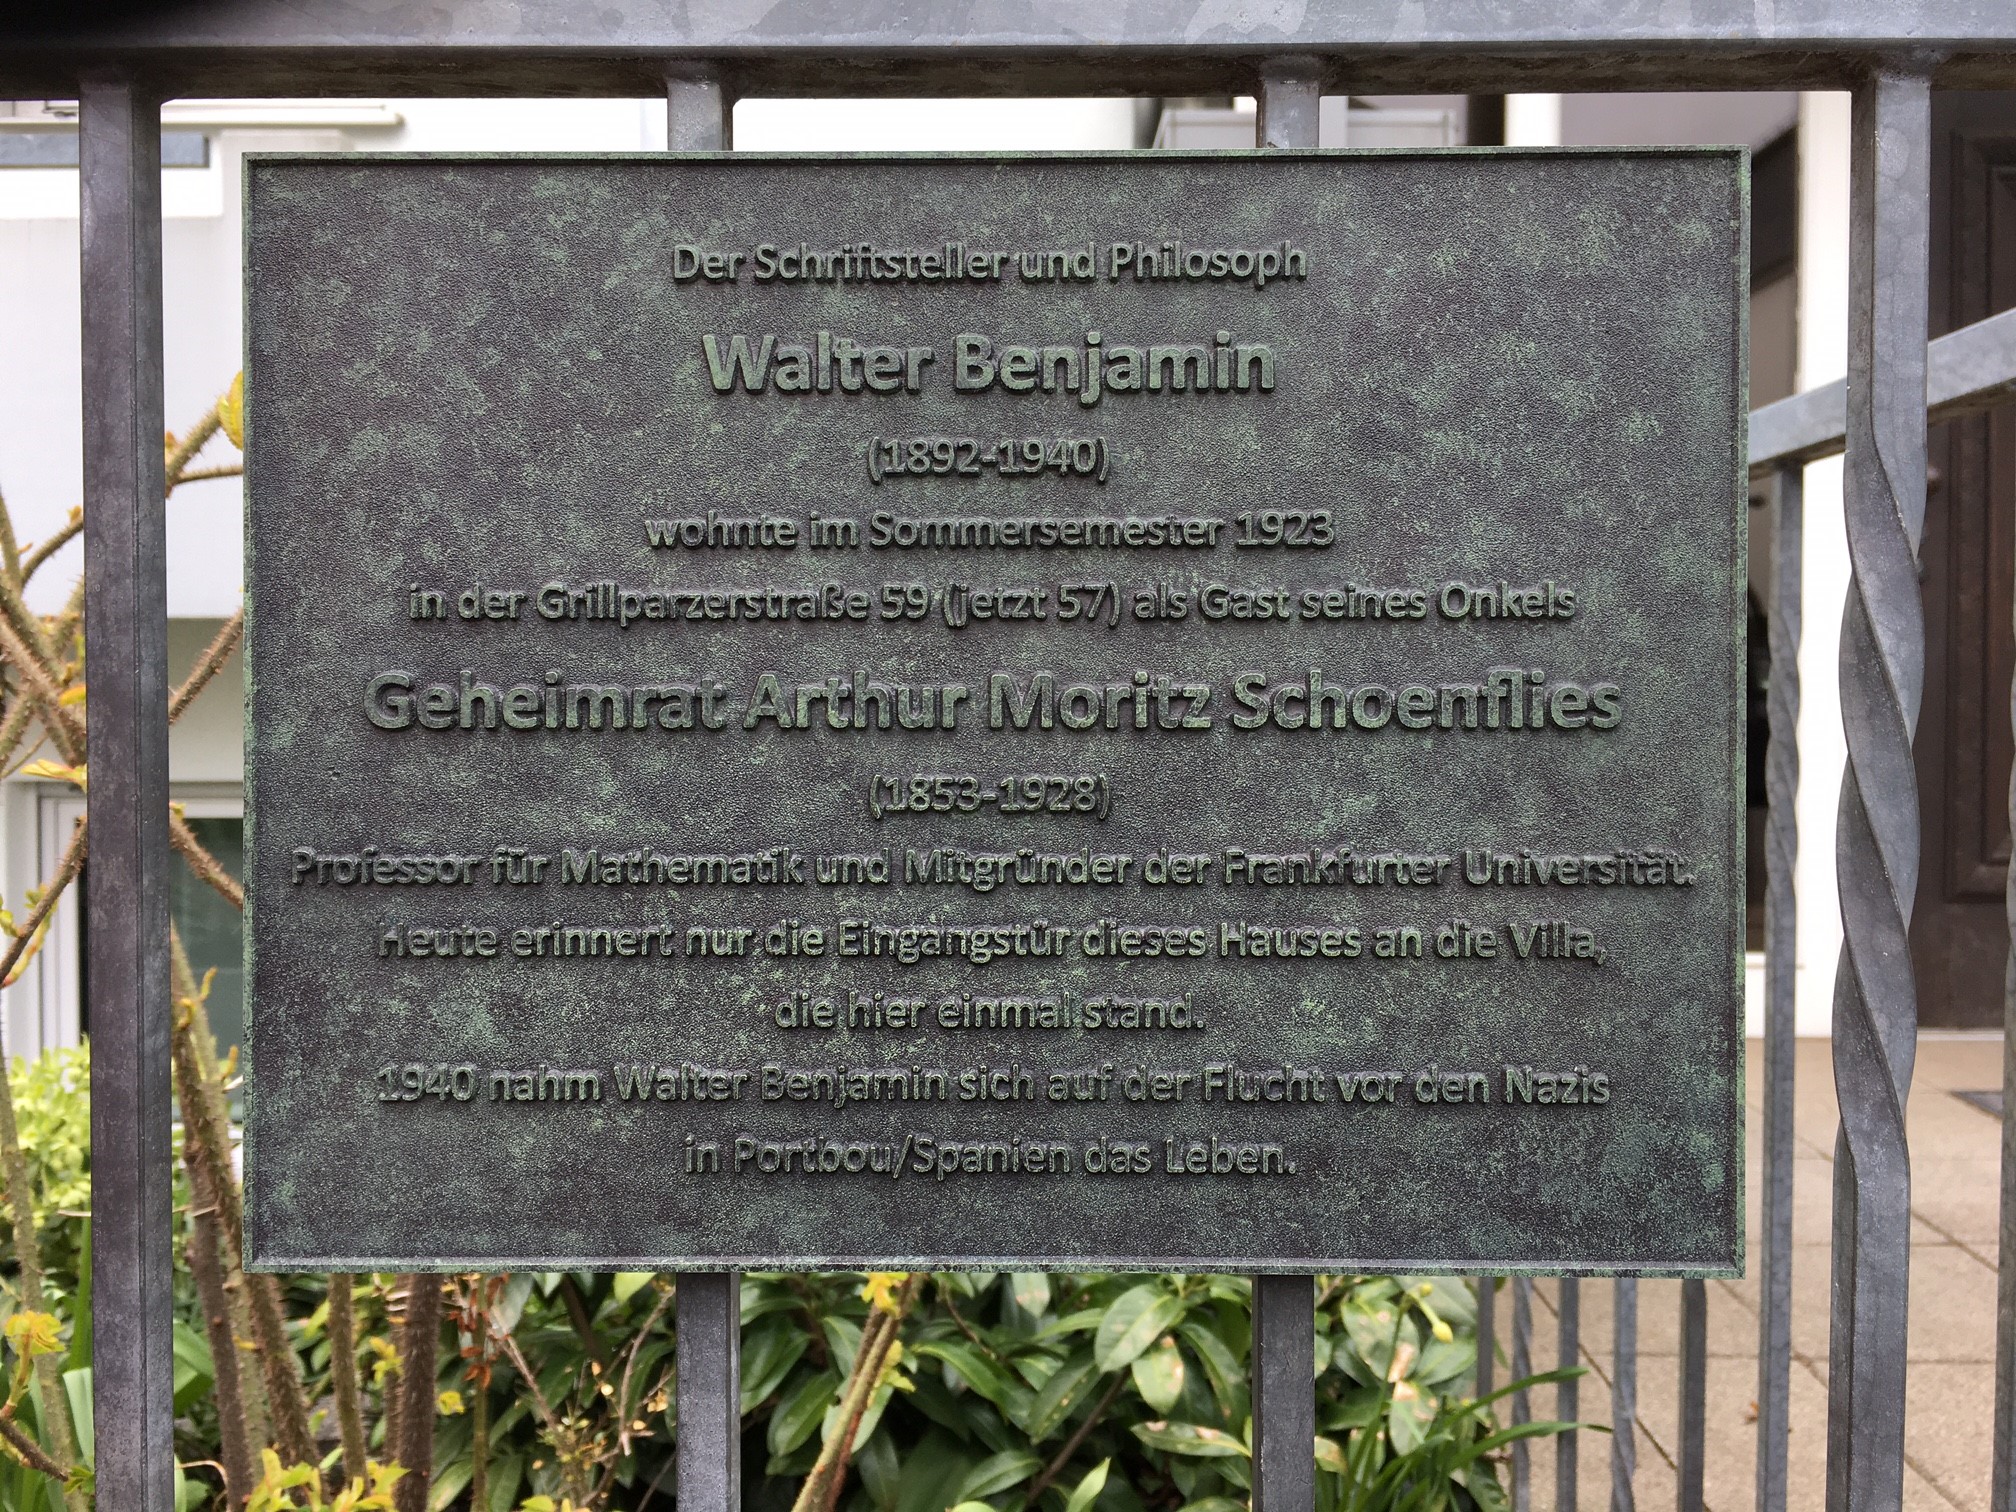 Der Schriftsteller und Philosoph
Walter Benjamin
(1892-1940)
wohnte im Sommersemester 1923
in der Grillparzerstraße 59 (jetzt 57) als Gast seines Onkels
Geheimrat Arthur Moritz Schoenflies
(1853-1928)
Professor für Mathematik und Mitgründer der Frankfurter Universität.
Heute erinnert nur die Eingangstür dieses Hauses an die Villa,
die hier einmal stand.
1940 nahm Walter Benjamin sich auf der Flucht vor den Nazis
in Portbou/Spanien das Leben.